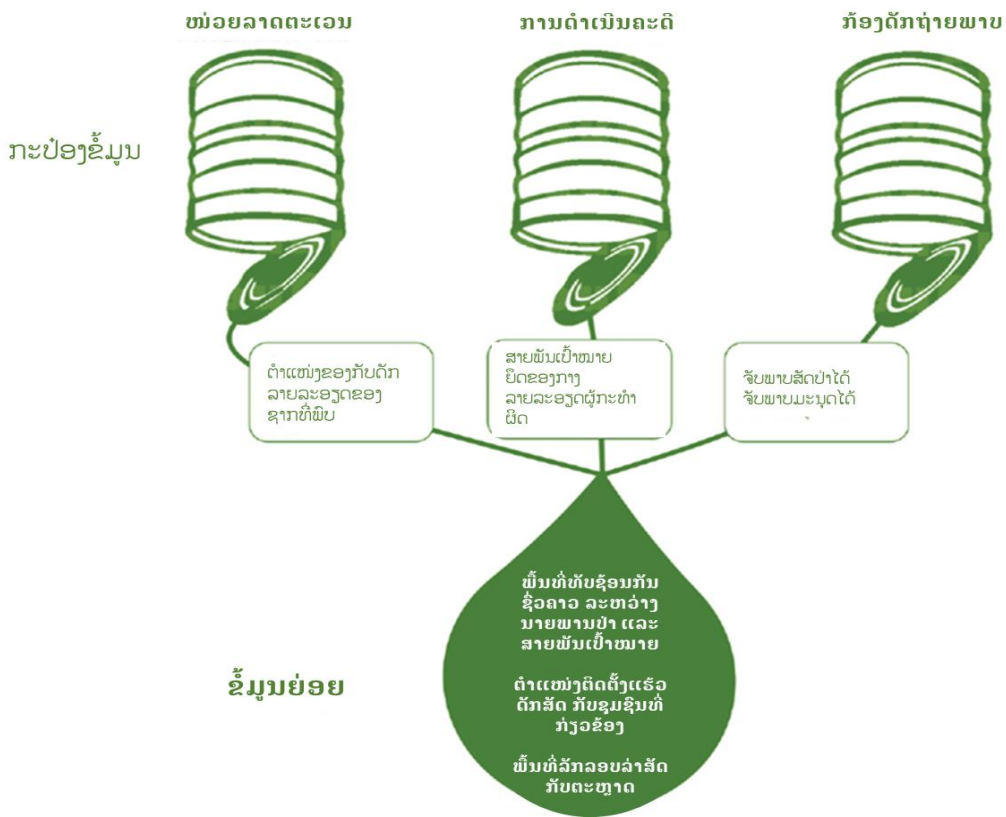 ໜ່ວຍລາດຕະເວນ
ການດຳເນີນຄະດີ
ກ້ອງດັກຖ່າຍພາບ
ກະປ໋ອງຂໍ້ມູນ
ຕຳແໜ່ງຂອງກັບດັກ
ລາຍລະອຽດຂອງ
ຊາກທີ່ພົບ
ສາຍພັນເປົ້າໝາຍ
ຍຶດຂອງກາງ
ລາຍລະອຽດຜູ້ກະທຳ
ຜິດ
ຈັບພາບສັດປ່າໄດ້
ຈັບພາບມະນຸດໄດ້
ຂໍ້ມູນຍ່ອຍ
ພື້ນທີ່ທັບຊ້ອນກັນ
ຊື່ວຄາວ ລະຫວ່າງ
ນາຍພານປ່າ ແລະ
ສາຍພັນເປົ້າໝາຍ
ຕຳແໜ່ງຕິດຕັ້ງແຮ້ວ
ດັກສັດ ກັບຊຸມຊົນທີ່
ກ່ຽວຂ້ອງ
ພື້ນທີ່ລັກລອບລ່າສັດ
ກັບຕະຫຼາດ